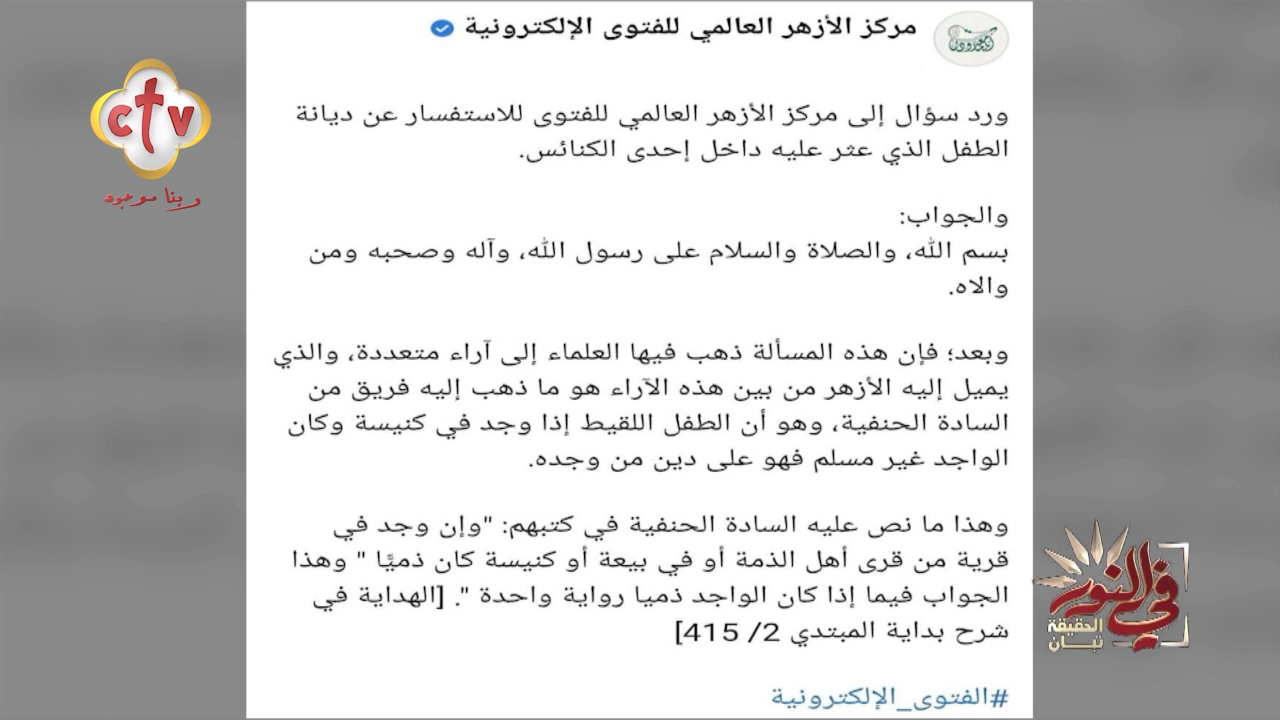 مركز الأزهر العالمي للفتوى الإلكترونية
ورد سؤال إلى مركز الأزهر العالمي للفتوى للاستفسار عن ديانة
الطفل الذي عثر عليه داخل إحدى الكنائس.
والجواب:
بسم الله، والصلاة والسلام على رسول الله، وآله وصحبه ومن
والاه.
وبعد؛ فإن هذه المسألة ذهب فيها العلماء إلى آراء متعددة، والذي
يميل إليه الأزهر من بين هذه الآراء هو ما ذهب إليه فريق من
السادة الحنفية، وهو أن الطفل اللقيط إذا وجد في كنيسة وكان
الواجد غير مسلم فهو على دين من وجده.
وهذا ما نص عليه السادة الحنفية في كتبهم: "وإن وجد في
قرية من قرى أهل الذمة أو في بيعة أو كنيسة كان ذميًّا " وهذا
الجواب فيما إذا كان الواجد ذميا رواية واحدة ". [الهداية في
شرح بداية المبتدي 2/ 415]
#الفتوى_الإلكترونية
ctv
ربنا موجود
في النور
الحقيقة
تبان